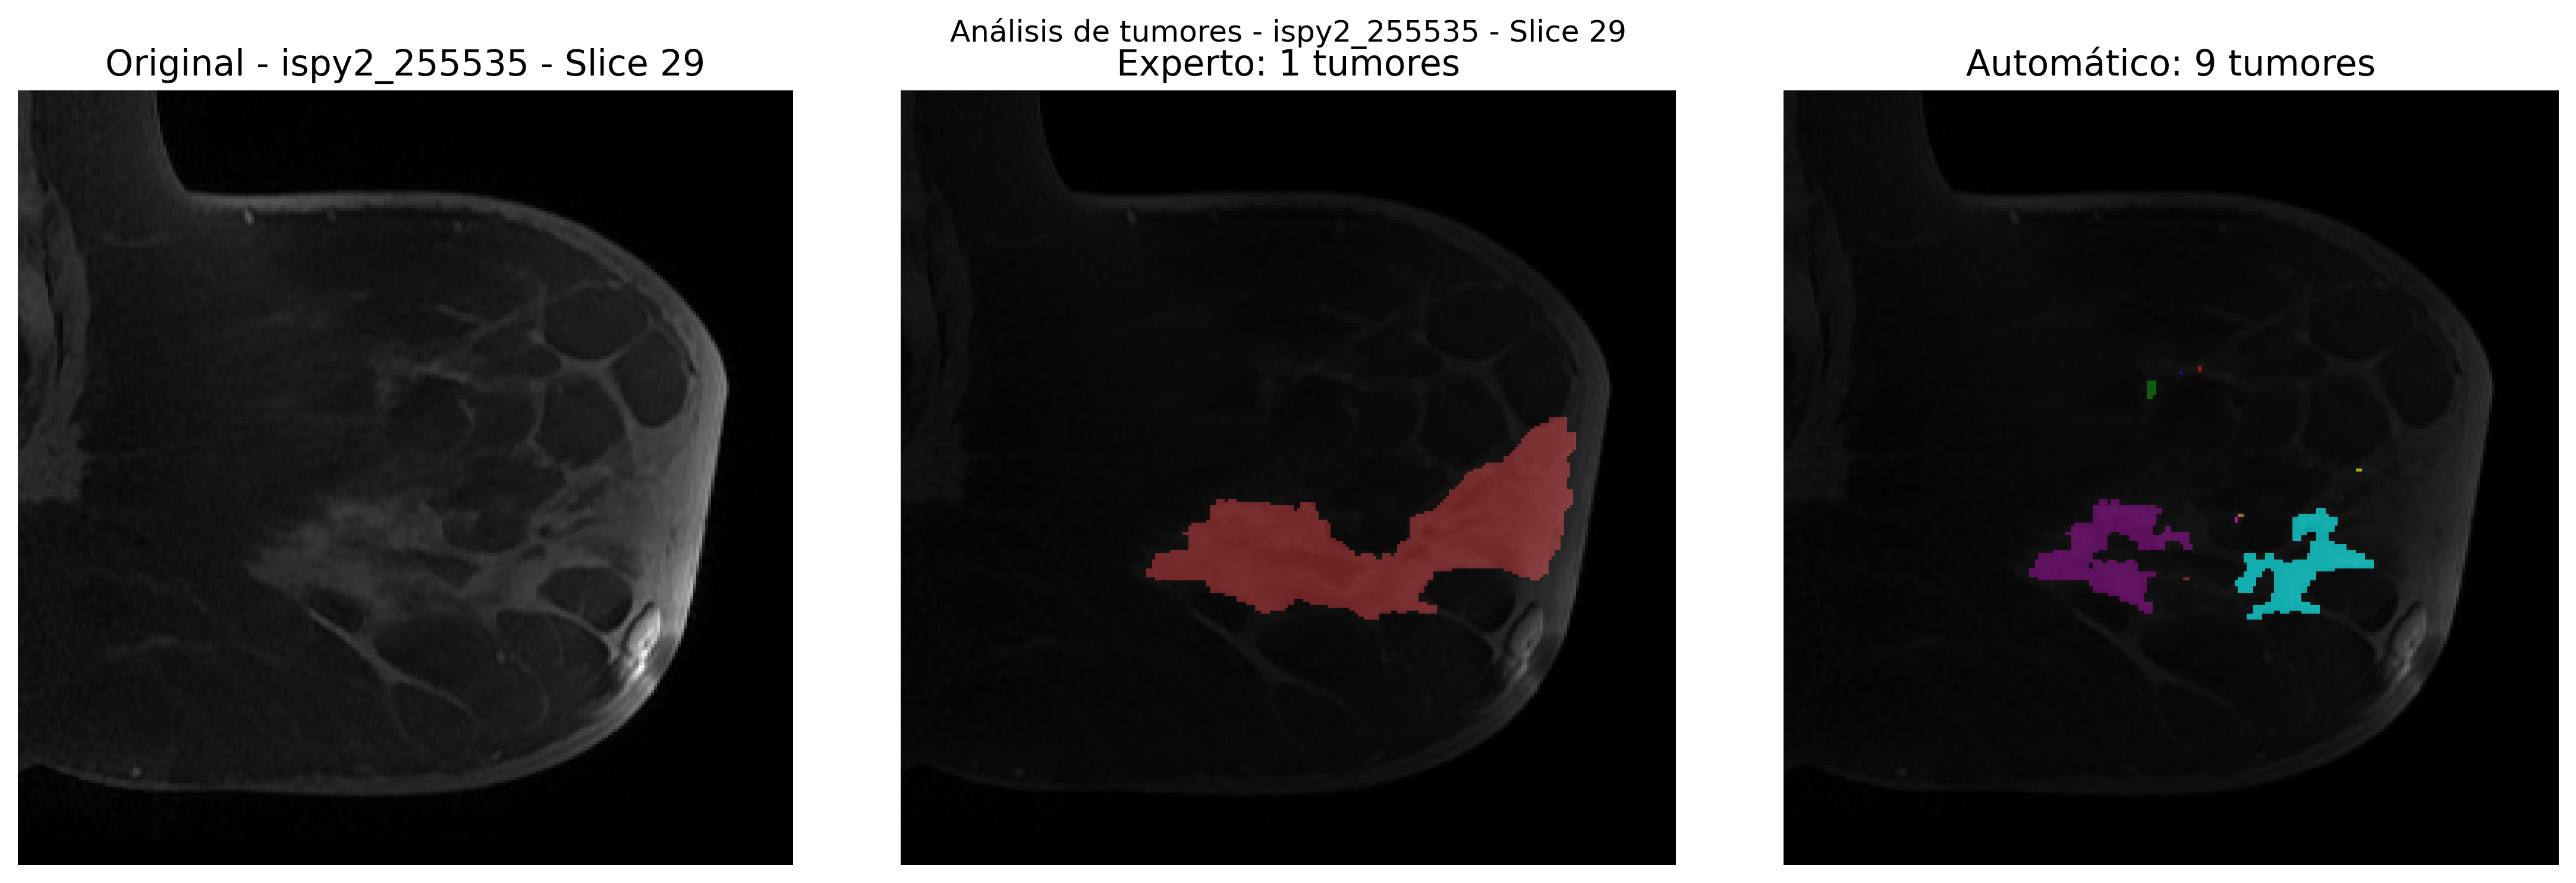 Análisis de tumores - ispy2_255535 - Slice 29
Original - ispy2_255535 - Slice 29
Experto: 1 tumores
Automático: 9 tumores